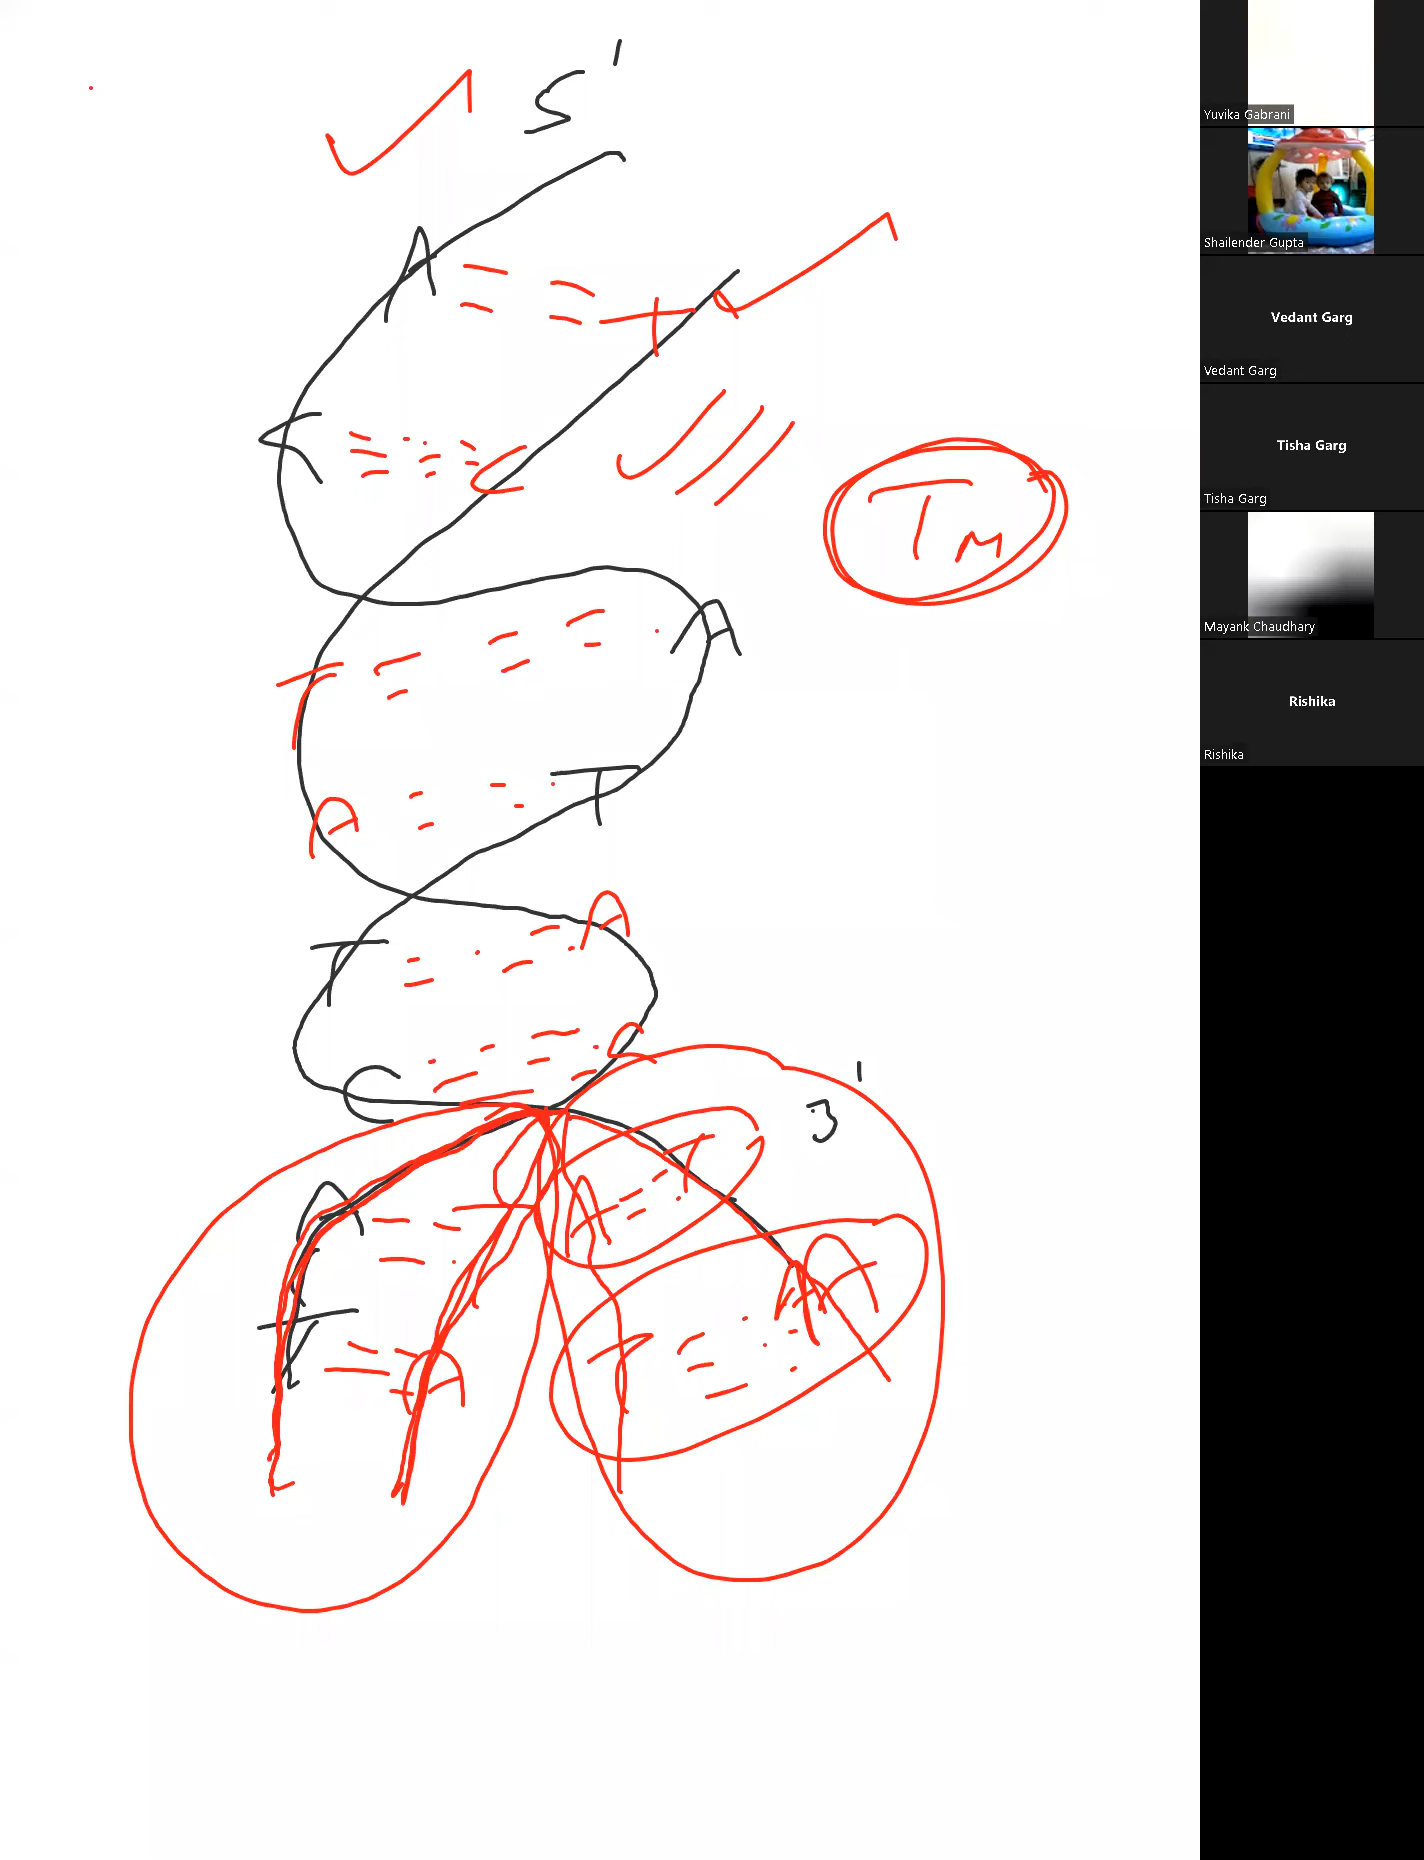 5'
A T
G C
T A
A T
T A
C G
3'
A T
A T
T A
T A
TM
Yuvika Gabrani
Shailender Gupta
Vedant Garg
Vedant Garg
Tisha Garg
Tisha Garg
Mayank Chaudhary
Rishika
Rishika